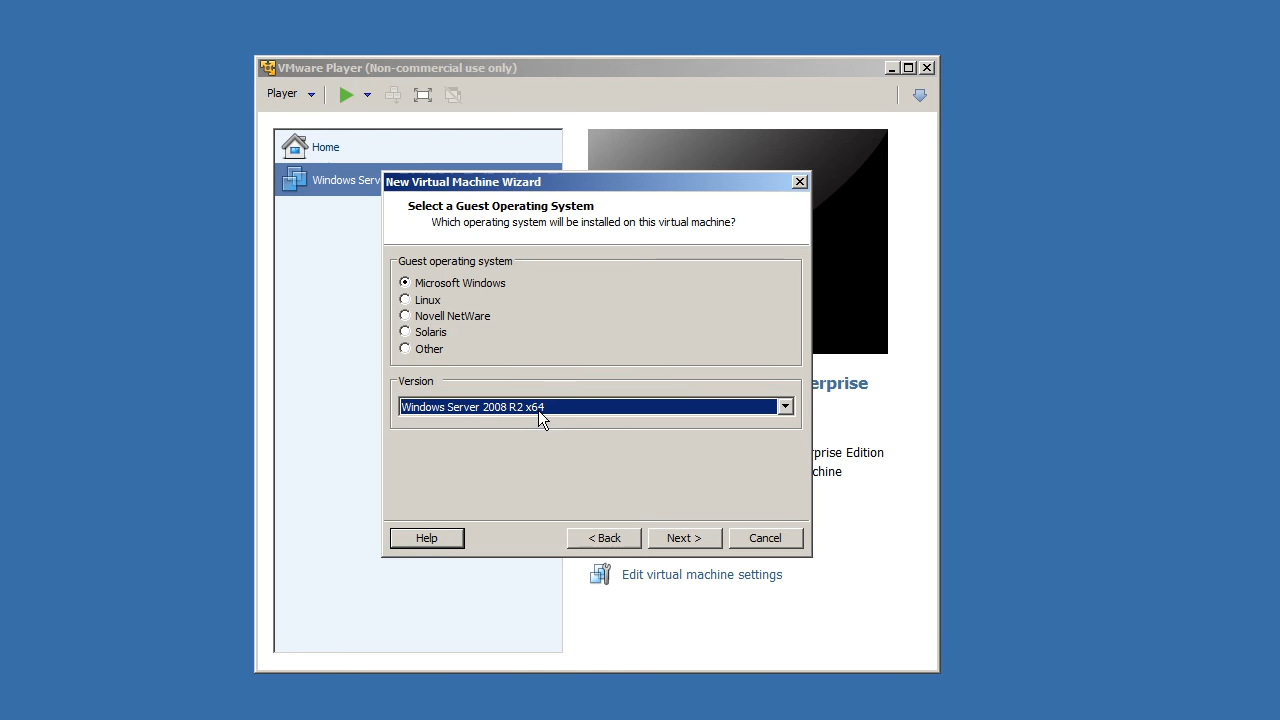 VMware Player (Non-commercial use only)
Player
Home
Windows Serv
New Virtual Machine Wizard
Select a Guest Operating System
Which operating system will be installed on this virtual machine?
Guest operating system
Microsoft Windows
Linux
Novell NetWare
Solaris
Other
Version
Windows Server 2008 R2 x64
erprise
rprise Edition
chine
Help
< Back
Next >
Cancel
Edit virtual machine settings